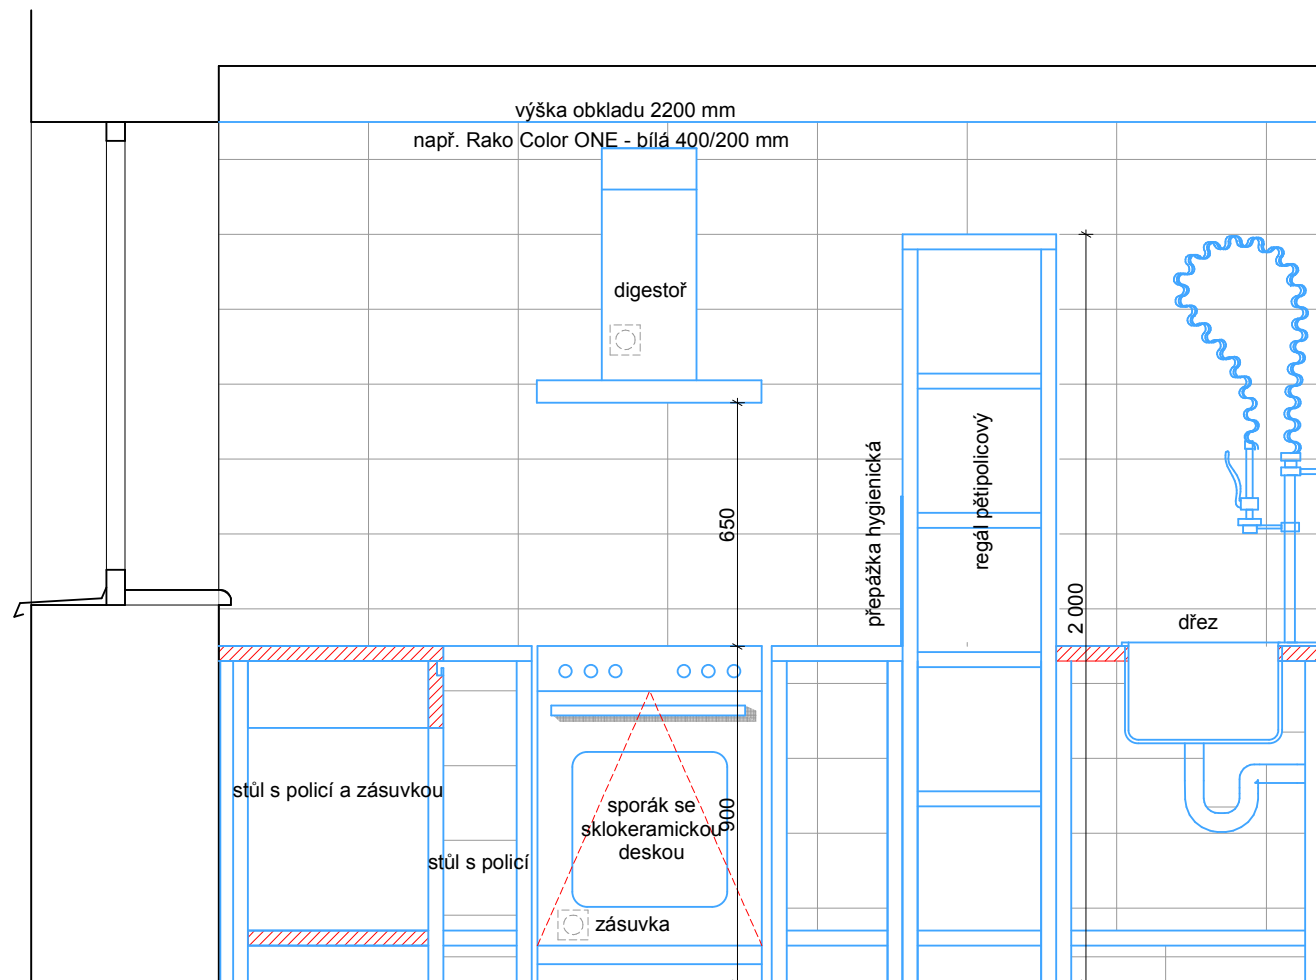 výška obkladu 2200 mm
např. Rako Color ONE - bílá 400/200 mm
digestoř
přepážka hygienická
regál pětipolicový
650
2 000
dřez
stůl s policí a zásuvkou
sporák se
sklokeramickou
deskou
900
stůl s policí
zásuvka